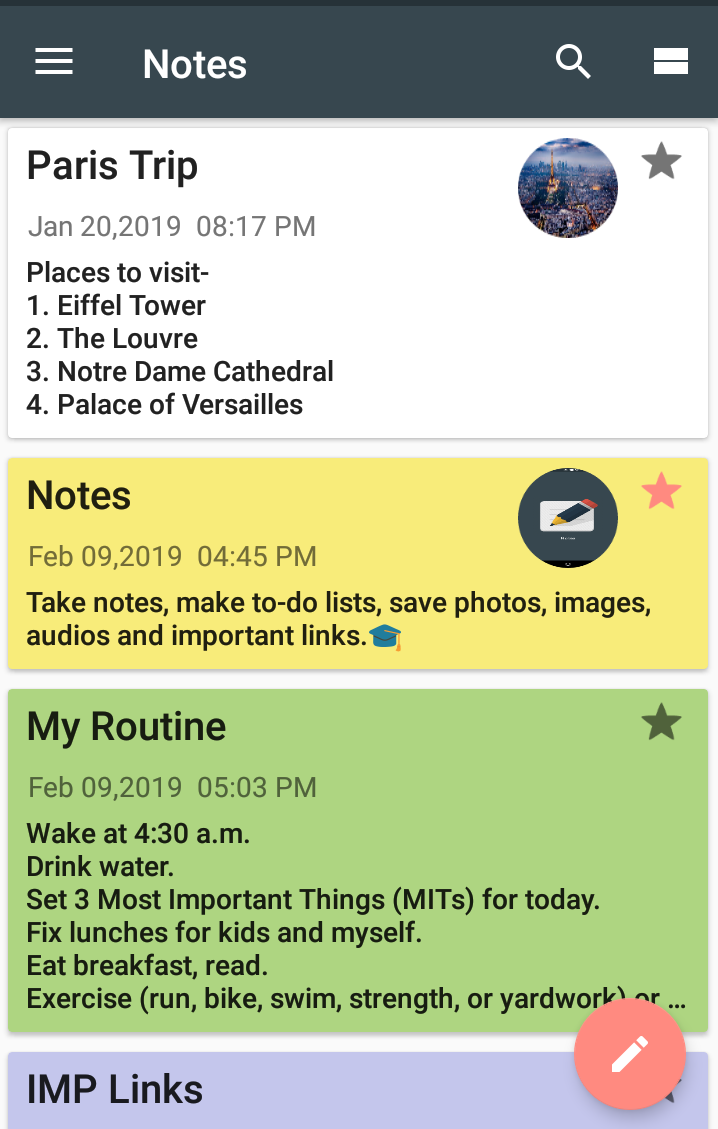 Notes
Paris Trip
Jan 20,2019 08:17 PM
Places to visit-
1. Eiffel Tower
2. The Louvre
3. Notre Dame Cathedral
4. Palace of Versailles
Notes
Feb 09,2019 04:45 PM
Take notes, make to-do lists, save photos, images,
audios and important links.🎓
My Routine
Feb 09,2019 05:03 PM
Wake at 4:30 a.m.
Drink water.
Set 3 Most Important Things (MITs) for today.
Fix lunches for kids and myself.
Eat breakfast, read.
Exercise (run, bike, swim, strength, or yardwork) or ...
IMP Links